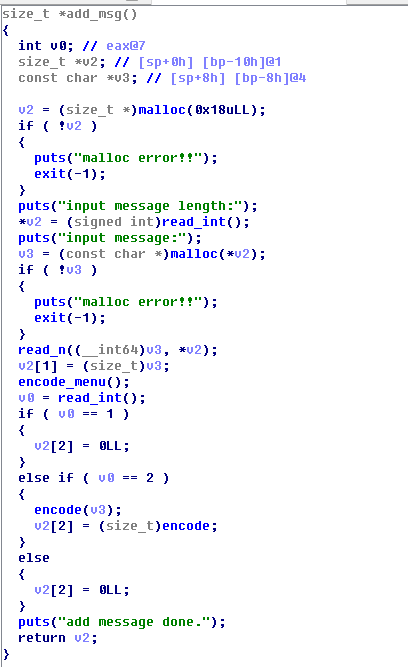 size_t *add_msg()
{
  int v0; // eax@7
  size_t *v2; // [sp+0h] [bp-10h]@1
  const char *v3; // [sp+8h] [bp-8h]@4

  v2 = (size_t *)malloc(0x18uLL);
  if ( !v2 )
  {
    puts("malloc error!!");
    exit(-1);
  }
  puts("input message length:");
  *v2 = (signed int)read_int();
  puts("input message:");
  v3 = (const char *)malloc(*v2);
  if ( !v3 )
  {
    puts("malloc error!!");
    exit(-1);
  }
  read_n((__int64)v3, *v2);
  v2[1] = (size_t)v3;
  encode_menu();
  v0 = read_int();
  if ( v0 == 1 )
  {
    v2[2] = 0LL;
  }
  else if ( v0 == 2 )
  {
    encode(v3);
    v2[2] = (size_t)encode;
  }
  else
  {
    v2[2] = 0LL;
  }
  puts("add message done.");
  return v2;
}